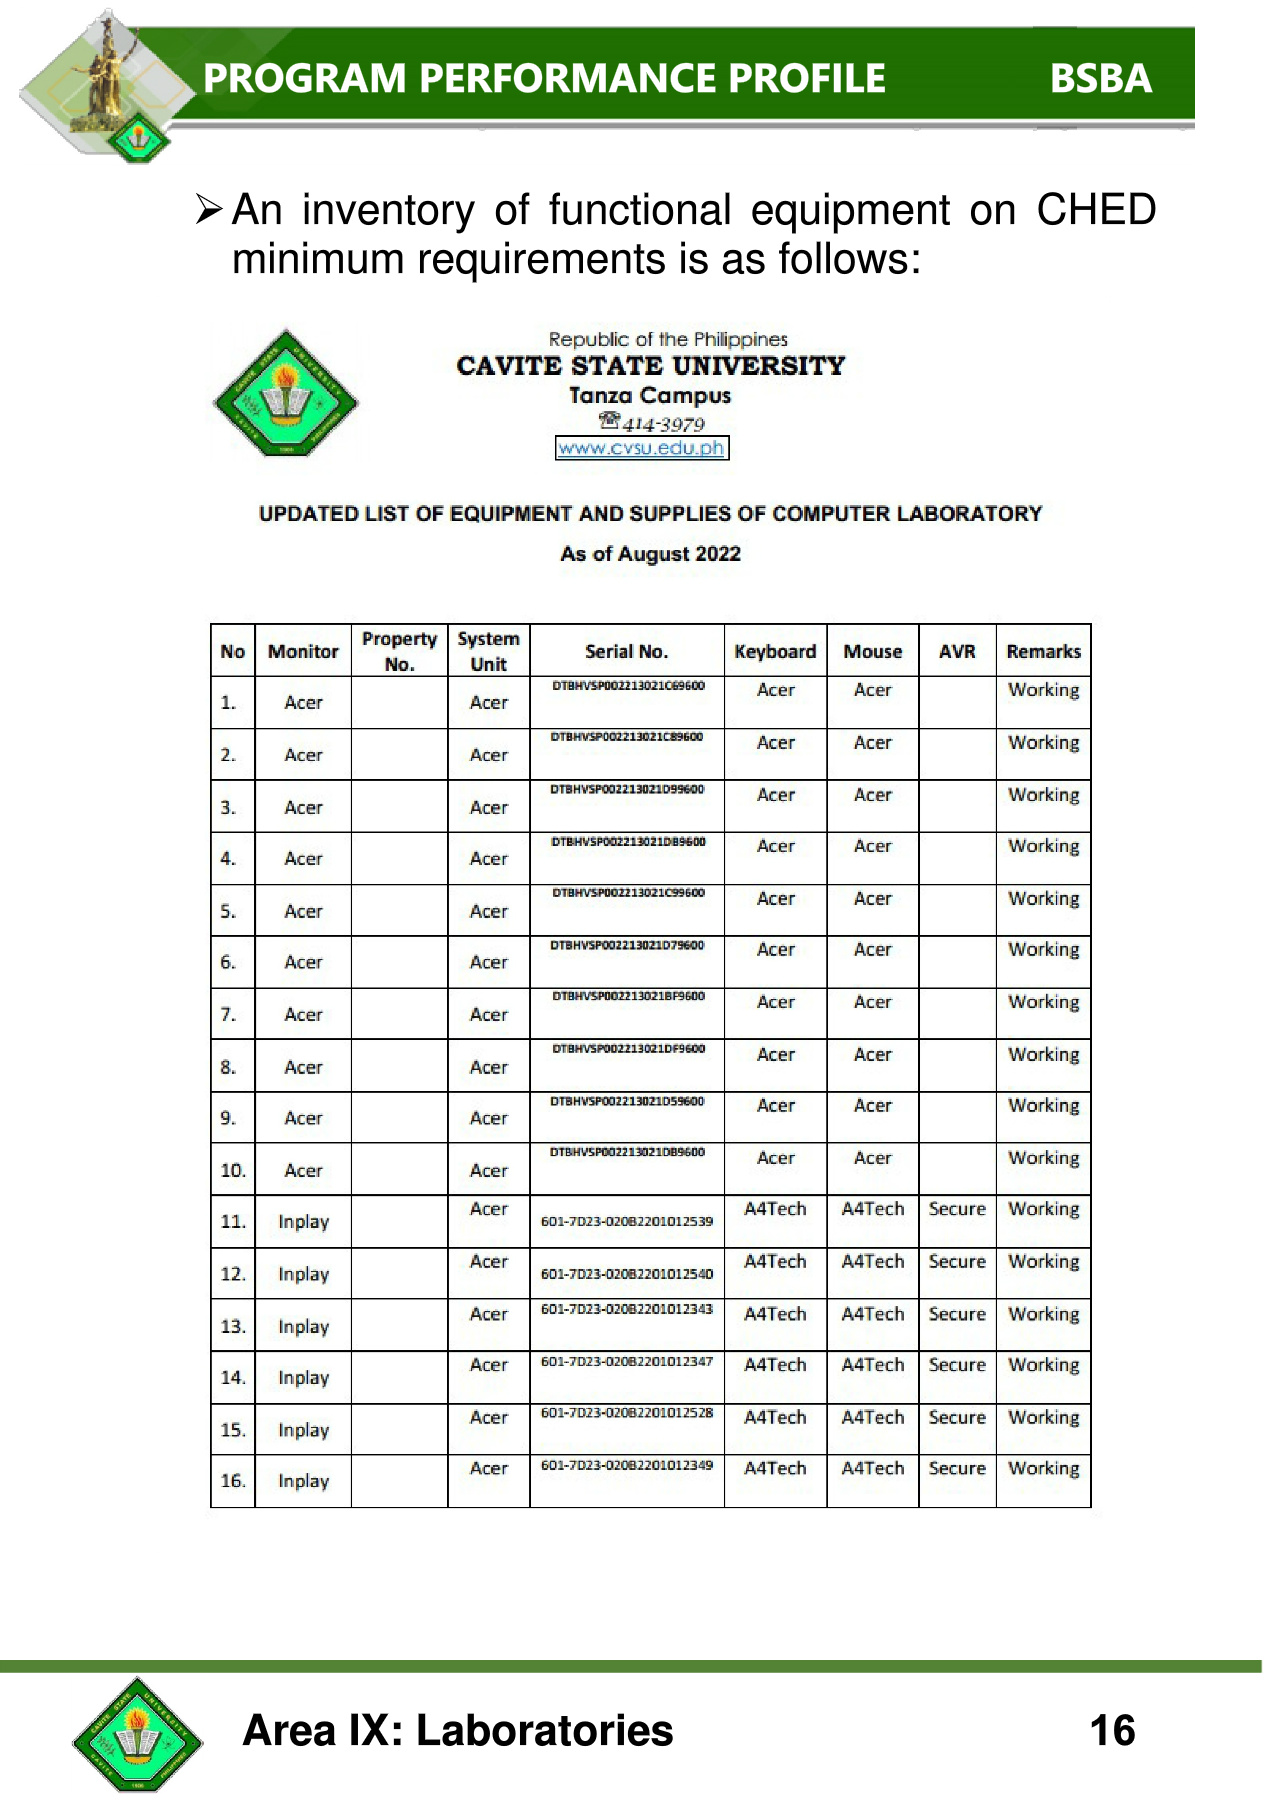 PROGRAM PERFORMANCE PROFILE BSBA
➢ An inventory of functional equipment on CHED
minimum requirements is as follows:
Republic of the Philippines
CAVITE STATE UNIVERSITY
Tanza Campus
☏414-3979
www.cvsu.edu.ph
UPDATED LIST OF EQUIPMENT AND SUPPLIES OF COMPUTER LABORATORY
As of August 2022
No Monitor Property No. System Unit Serial No. Keyboard Mouse AVR Remarks
1. Acer Acer DTBHVSP002213021C69600 Acer Acer Working
2. Acer Acer DTBHVSP002213021C89600 Acer Acer Working
3. Acer Acer DTBHVSP002213021D99600 Acer Acer Working
4. Acer Acer DTBHVSP002213021DB9600 Acer Acer Working
5. Acer Acer DTBHVSP002213021C99600 Acer Acer Working
6. Acer Acer DTBHVSP002213021D79600 Acer Acer Working
7. Acer Acer DTBHVSP002213021BF9600 Acer Acer Working
8. Acer Acer DTBHVSP002213021DF9600 Acer Acer Working
9. Acer Acer DTBHVSP002213021D59600 Acer Acer Working
10. Acer Acer DTBHVSP002213021DB9600 Acer Acer Working
11. Inplay Acer 601-7D23-020B2201012539 A4Tech A4Tech Secure Working
12. Inplay Acer 601-7D23-020B2201012540 A4Tech A4Tech Secure Working
13. Inplay Acer 601-7D23-020B2201012343 A4Tech A4Tech Secure Working
14. Inplay Acer 601-7D23-020B2201012347 A4Tech A4Tech Secure Working
15. Inplay Acer 601-7D23-020B2201012528 A4Tech A4Tech Secure Working
16. Inplay Acer 601-7D23-020B2201012349 A4Tech A4Tech Secure Working
CAVITE STATE UNIVERSITY
Area IX: Laboratories 16